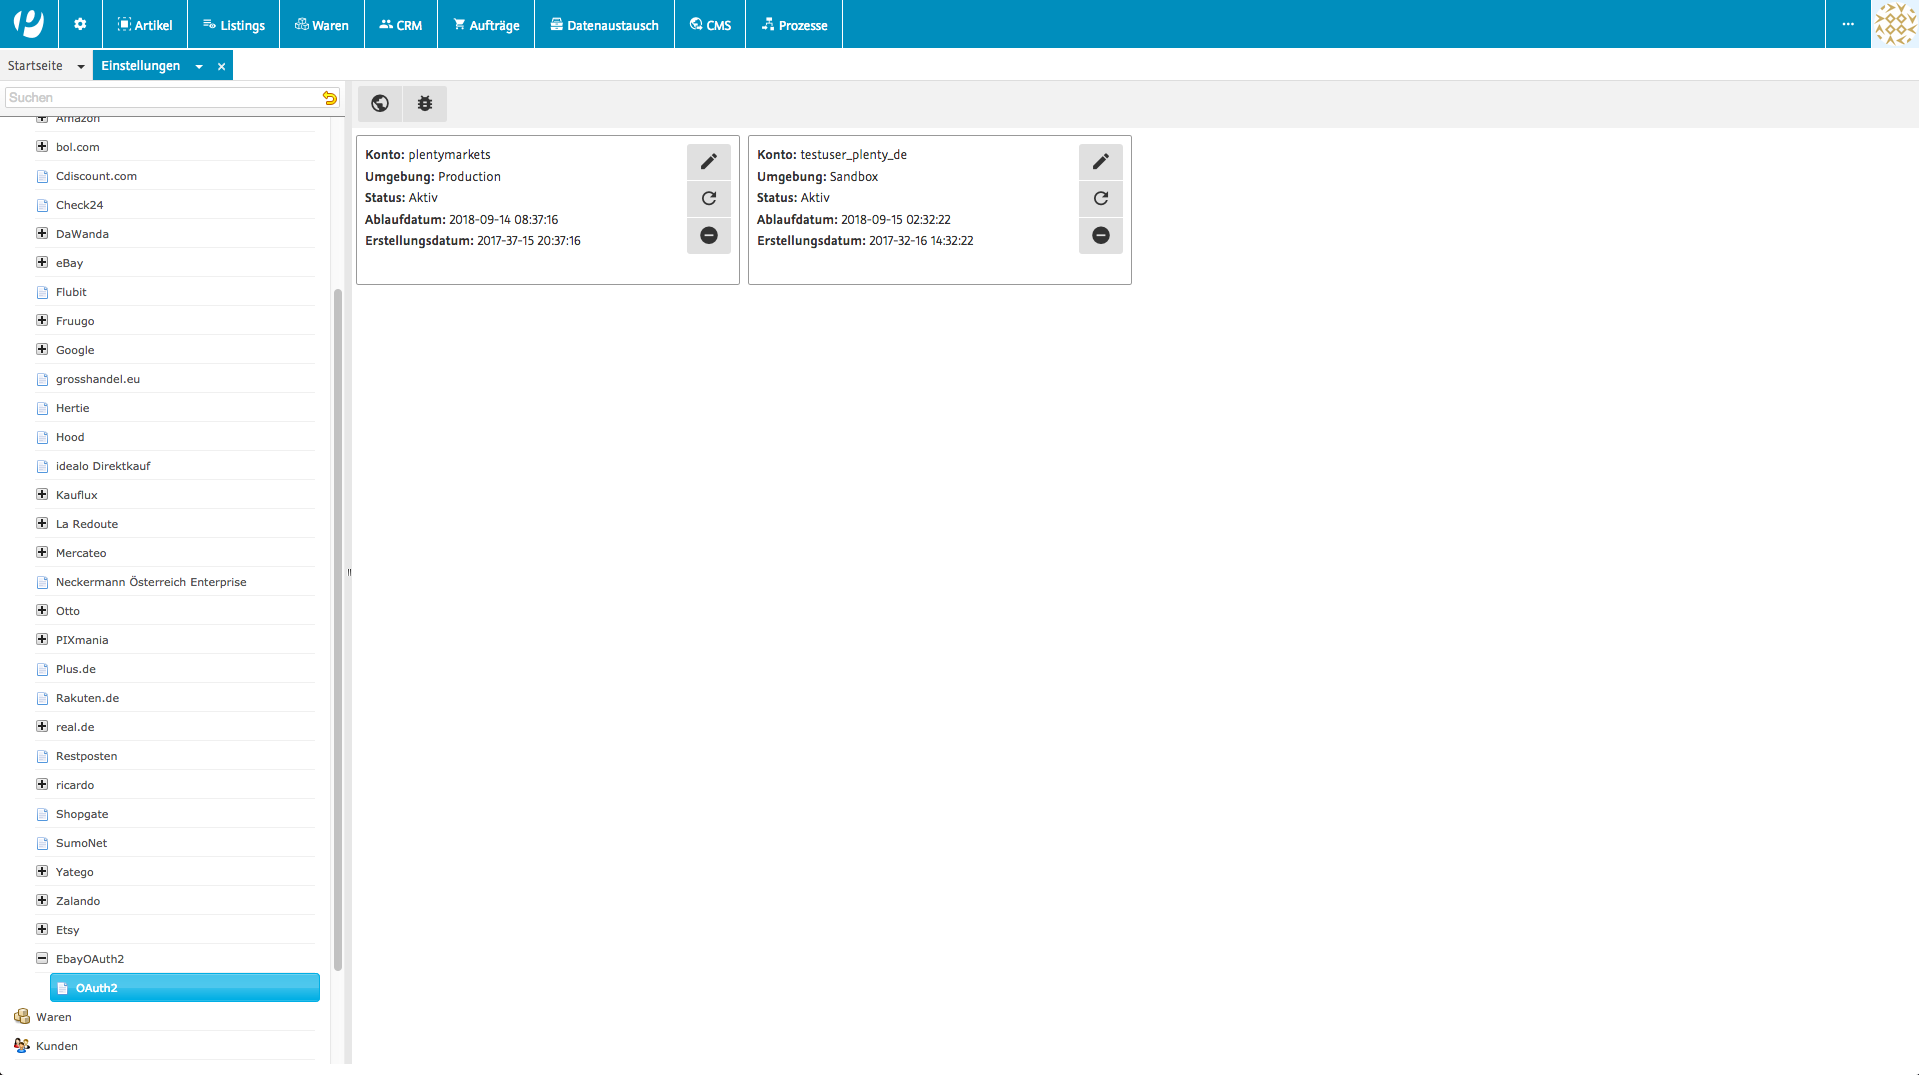 Artikel
Listings
Waren
CRM
Aufträge
Datenaustausch
CMS
Prozesse
Startseite
Einstellungen
Suchen
Amazon
bol.com
Cdiscount.com
Check24
DaWanda
eBay
Flubit
Fruugo
Google
grosshandel.eu
Hertie
Hood
idealo Direktkauf
Kauflux
La Redoute
Mercateo
Neckermann Österreich Enterprise
Otto
PIXmania
Plus.de
Rakuten.de
real.de
Restposten
ricardo
Shopgate
SumoNet
Yatego
Zalando
Etsy
EbayOAuth2
OAuth2
Waren
Kunden
Konto: plentymarkets
Umgebung: Production
Status: Aktiv
Ablaufdatum: 2018-09-14 08:37:16
Erstellungsdatum: 2017-37-15 20:37:16
Konto: testuser_plenty_de
Umgebung: Sandbox
Status: Aktiv
Ablaufdatum: 2018-09-15 02:32:22
Erstellungsdatum: 2017-32-16 14:32:22